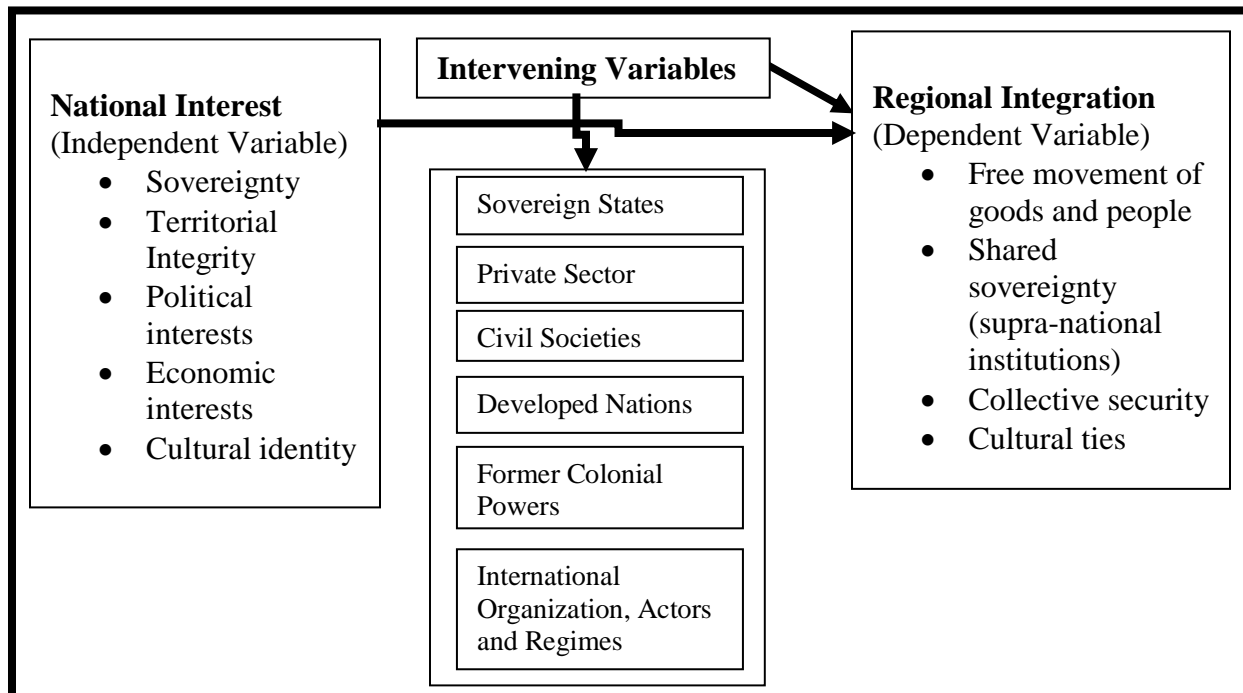 National Interest
(Independent Variable)
• Sovereignty
• Territorial
Integrity
• Political
interests
• Economic
interests
• Cultural identity
Intervening Variables
Sovereign States
Private Sector
Civil Societies
Developed Nations
Former Colonial
Powers
International
Organization, Actors
and Regimes
Regional Integration
(Dependent Variable)
• Free movement of
goods and people
• Shared
sovereignty
(supra-national
institutions)
• Collective security
• Cultural ties